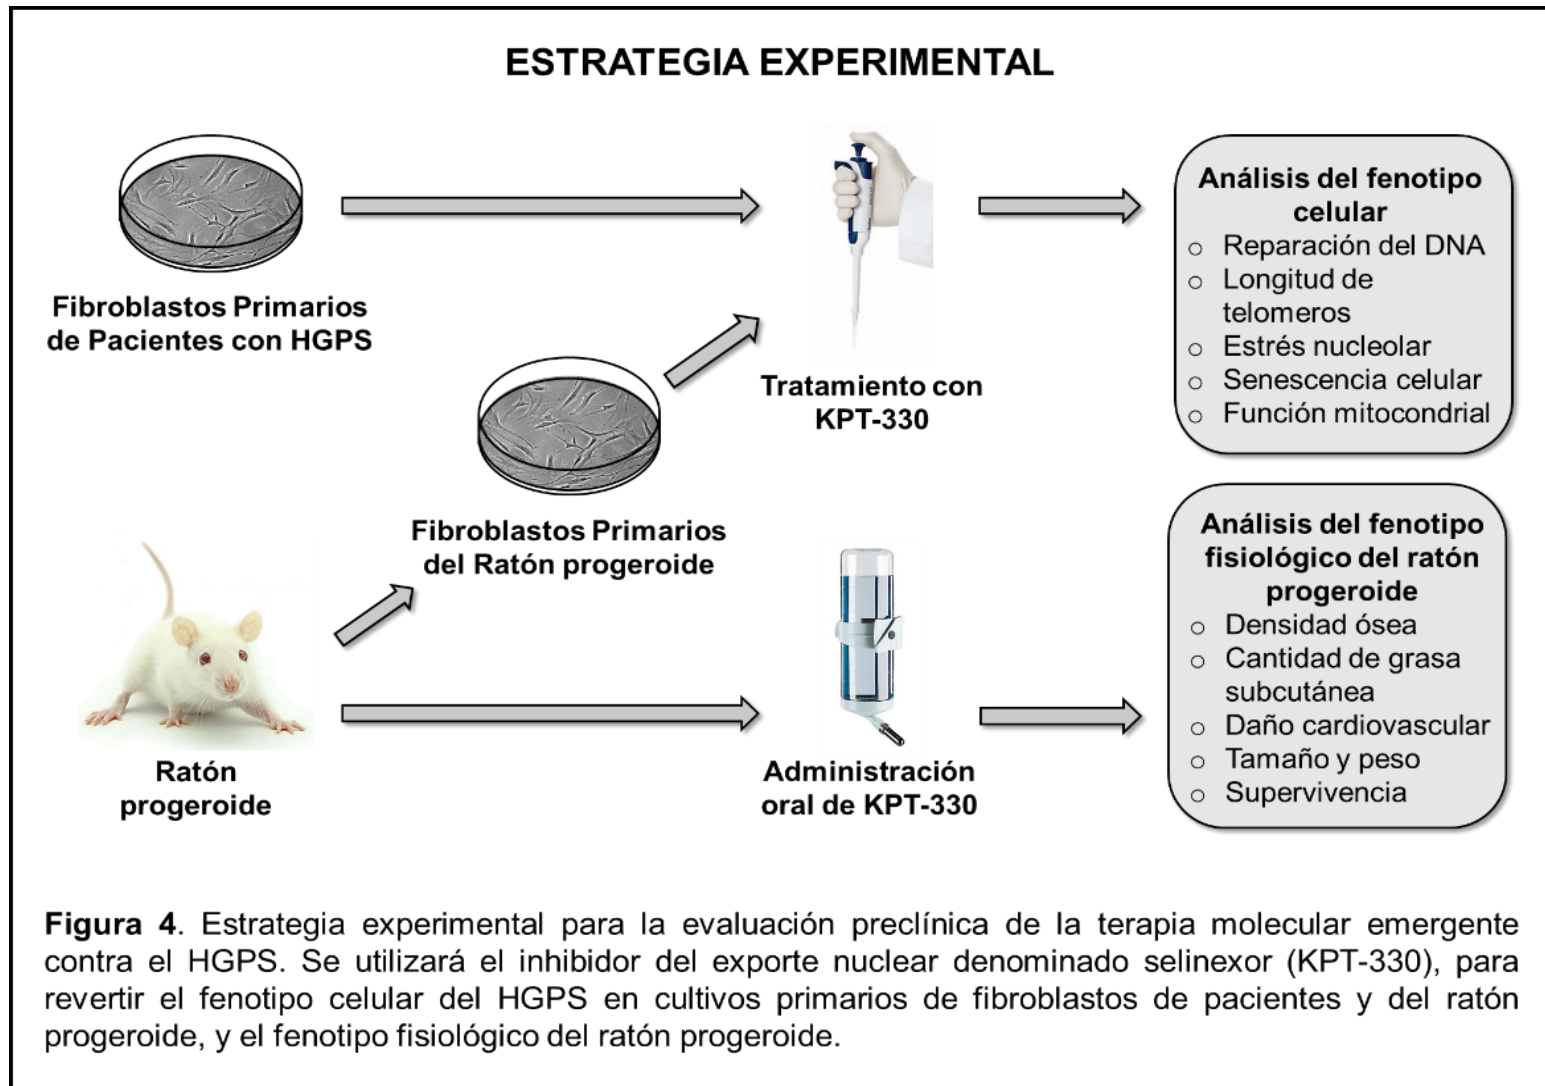 ESTRATEGIA EXPERIMENTAL
Fibroblastos Primarios
de Pacientes con HGPS
Tratamiento con
KPT-330
Análisis del fenotipo
celular
o Reparación del DNA
o Longitud de
telomeros
o Estrés nucleolar
o Senescencia celular
o Función mitocondrial
Fibroblastos Primarios
del Ratón progeroide
Ratón
progeroide
Administración
oral de KPT-330
Análisis del fenotipo
fisiológico del ratón
progeroide
o Densidad ósea
o Cantidad de grasa
subcutánea
o Daño cardiovascular
o Tamaño y peso
o Supervivencia
Figura 4. Estrategia experimental para la evaluación preclínica de la terapia molecular emergente
contra el HGPS. Se utilizará el inhibidor del exporte nuclear denominado selinexor (KPT-330), para
revertir el fenotipo celular del HGPS en cultivos primarios de fibroblastos de pacientes y del ratón
progeroide, y el fenotipo fisiológico del ratón progeroide.